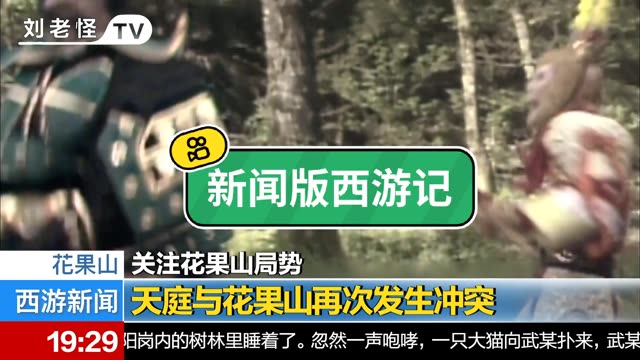 刘老怪TV
新闻版西游记
花果山 关注花果山局势
西游新闻 天庭与花果山再次发生冲突
19:29 阳岗内的树林里睡着了。忽然一声咆哮，一只大猫向武某扑来，武某